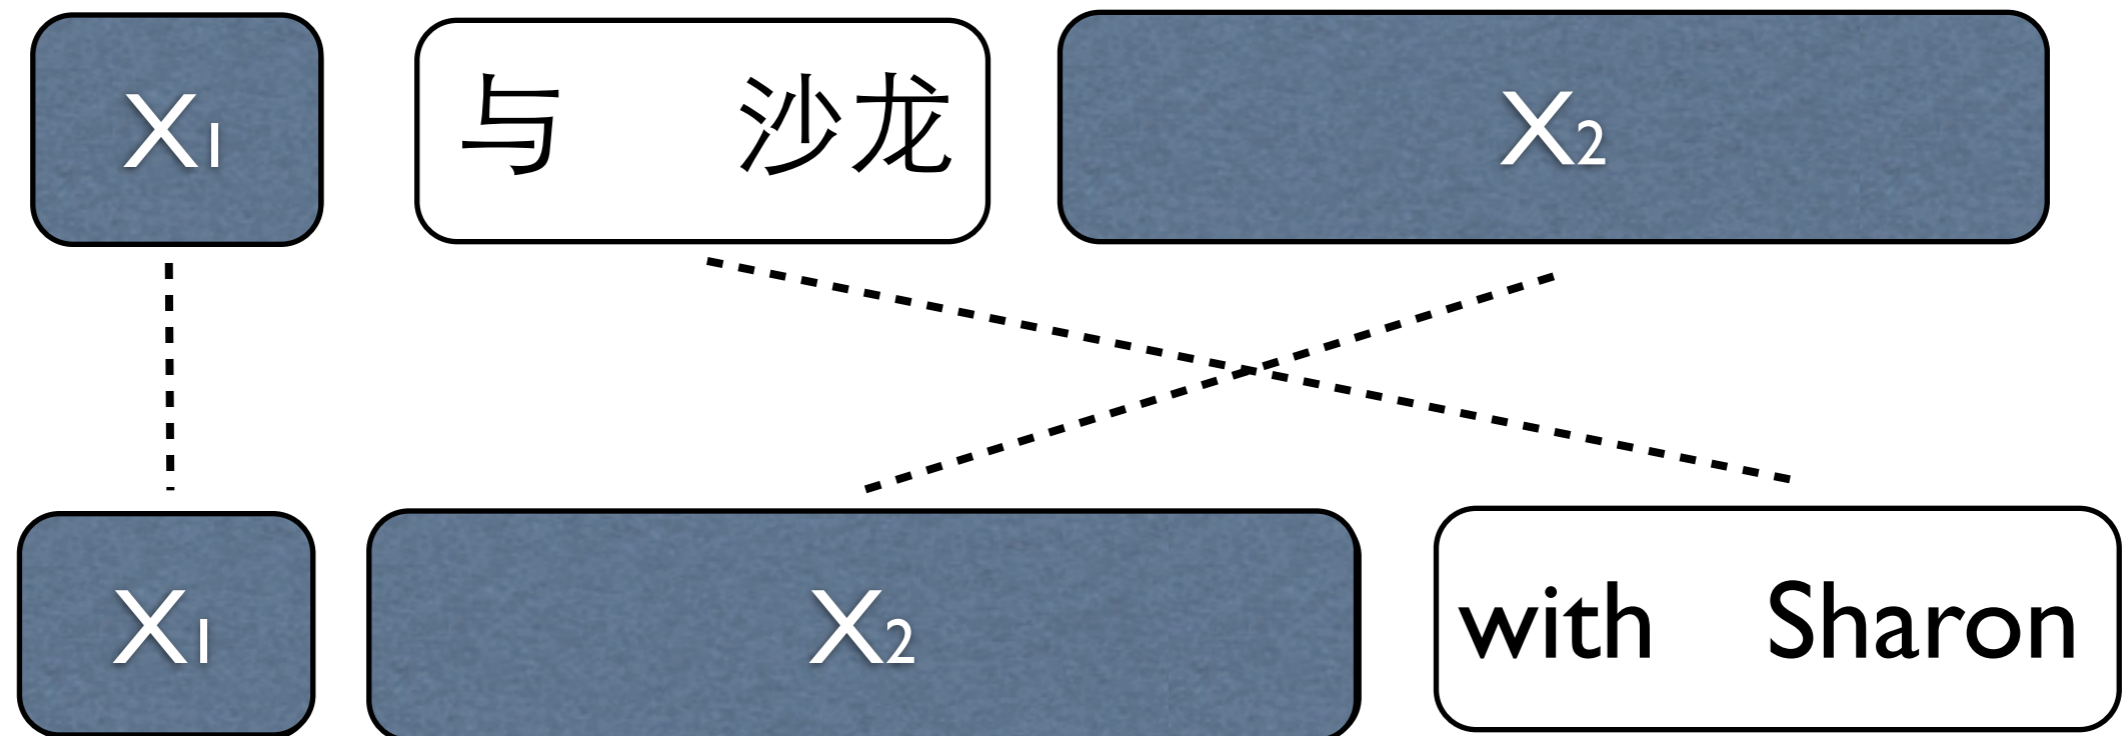 X1 与 沙龙 X2
X1 X2 with Sharon